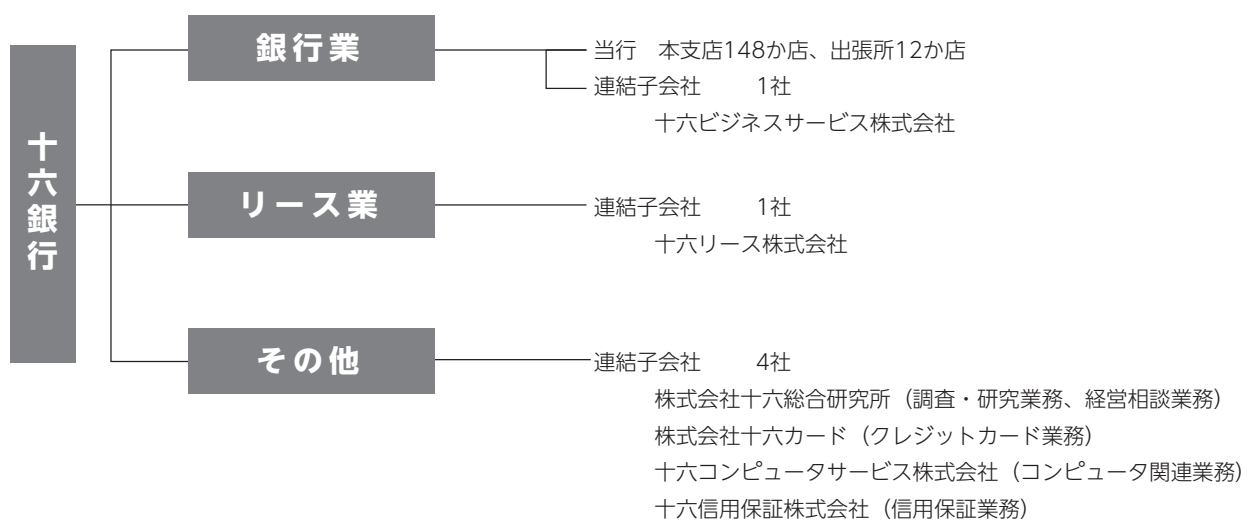 十六銀行
銀行業
当行　本支店148か店、出張所12か店
連結子会社　1社
十六ビジネスサービス株式会社
リース業
連結子会社　1社
十六リース株式会社
その他
連結子会社　4社
株式会社十六総合研究所（調査・研究業務、経営相談業務）
株式会社十六カード（クレジットカード業務）
十六コンピュータサービス株式会社（コンピュータ関連業務）
十六信用保証株式会社（信用保証業務）